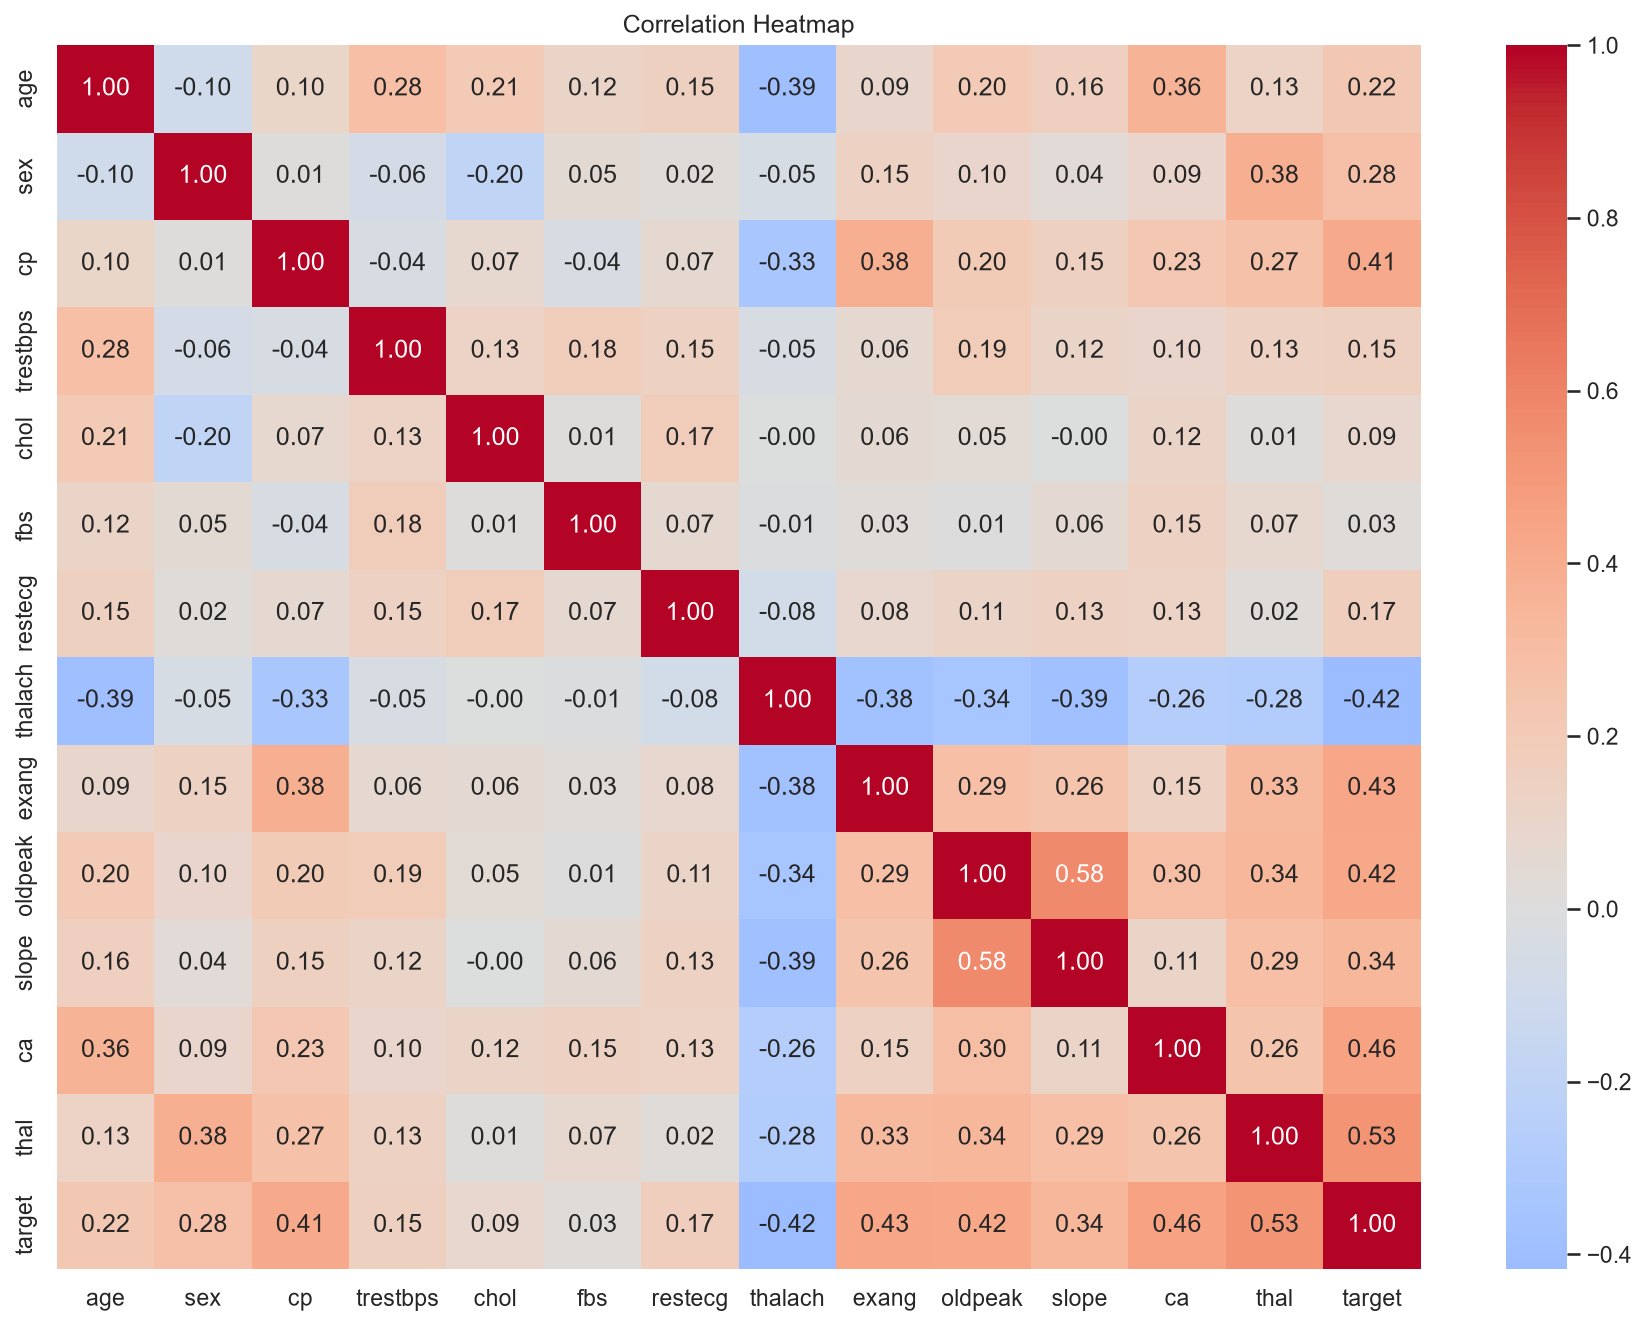 Correlation Heatmap
age 1.00 -0.10 0.10 0.28 0.21 0.12 0.15 -0.39 0.09 0.20 0.16 0.36 0.13 0.22
sex -0.10 1.00 0.01 -0.06 -0.20 0.05 0.02 -0.05 0.15 0.10 0.04 0.09 0.38 0.28
cp 0.10 0.01 1.00 -0.04 0.07 -0.04 0.07 -0.33 0.38 0.20 0.15 0.23 0.27 0.41
trestbps 0.28 -0.06 -0.04 1.00 0.13 0.18 0.15 -0.05 0.06 0.19 0.12 0.10 0.13 0.15
chol 0.21 -0.20 0.07 0.13 1.00 0.01 0.17 -0.00 0.06 0.05 -0.00 0.12 0.01 0.09
fbs 0.12 0.05 -0.04 0.18 0.01 1.00 0.07 -0.01 0.03 0.01 0.06 0.15 0.07 0.03
restecg 0.15 0.02 0.07 0.15 0.17 0.07 1.00 -0.08 0.08 0.11 0.13 0.13 0.02 0.17
thalach -0.39 -0.05 -0.33 -0.05 -0.00 -0.01 -0.08 1.00 -0.38 -0.34 -0.39 -0.26 -0.28 -0.42
exang 0.09 0.15 0.38 0.06 0.06 0.03 0.08 -0.38 1.00 0.29 0.26 0.15 0.33 0.43
oldpeak 0.20 0.10 0.20 0.19 0.05 0.01 0.11 -0.34 0.29 1.00 0.58 0.30 0.34 0.42
slope 0.16 0.04 0.15 0.12 -0.00 0.06 0.13 -0.39 0.26 0.58 1.00 0.11 0.29 0.34
ca 0.36 0.09 0.23 0.10 0.12 0.15 0.13 -0.26 0.15 0.30 0.11 1.00 0.26 0.46
thal 0.13 0.38 0.27 0.13 0.01 0.07 0.02 -0.28 0.33 0.34 0.29 0.26 1.00 0.53
target 0.22 0.28 0.41 0.15 0.09 0.03 0.17 -0.42 0.43 0.42 0.34 0.46 0.53 1.00
age sex cp trestbps chol fbs restecg thalach exang oldpeak slope ca thal target
1.0
0.8
0.6
0.4
0.2
0.0
−0.2
−0.4